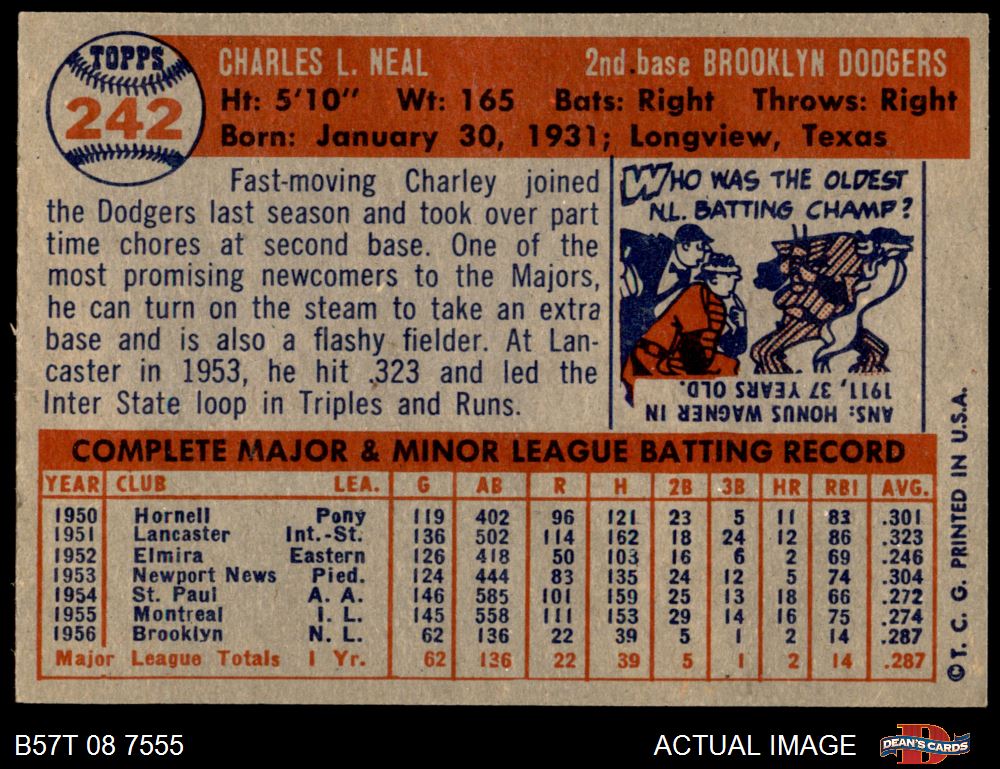 TOPPS
242
CHARLES L. NEAL 2nd.base BROOKLYN DODGERS
Ht: 5'10" Wt: 165 Bats: Right Throws: Right
Born: January 30, 1931; Longview, Texas
Fast-moving Charley joined
the Dodgers last season and took over part
time chores at second base. One of the
most promising newcomers to the Majors,
he can turn on the steam to take an extra
base and is also a flashy fielder. At Lan-
caster in 1953, he hit .323 and led the
Inter State loop in Triples and Runs.
WHO WAS THE OLDEST
N.L. BATTING CHAMP?
ANS: HONUS WAGNER IN
1911, 37 YEARS OLD.
COMPLETE MAJOR & MINOR LEAGUE BATTING RECORD
YEAR CLUB LEA. G AB R H 2B 3B HR RBI AVG.
1950 Hornell Pony 119 402 96 121 23 5 11 83 .301
1951 Lancaster Int.-St. 136 502 114 162 18 24 12 86 .323
1952 Elmira Eastern 126 418 50 103 16 6 2 69 .246
1953 Newport News Pied. 124 444 83 135 24 12 5 74 .304
1954 St. Paul A. A. 146 585 101 159 25 13 18 66 .272
1955 Montreal I. L. 145 558 111 153 29 14 16 75 .274
1956 Brooklyn N. L. 62 136 22 39 5 1 2 14 .287
Major League Totals 1 Yr. 62 136 22 39 5 1 2 14 .287
©T. C. G. PRINTED IN U.S.A.
B57T 08 7555
ACTUAL IMAGE
DEAN'S CARDS